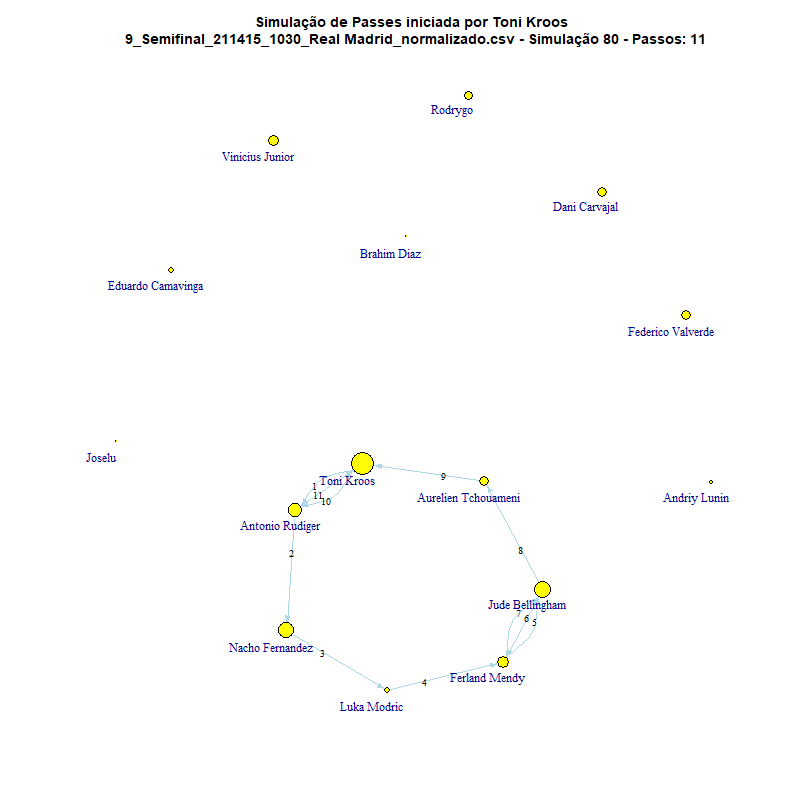 Simulação de Passes iniciada por Toni Kroos
9_Semifinal_211415_1030_Real Madrid_normalizado.csv - Simulação 80 - Passos: 11
Rodrygo
Vinicius Junior
Dani Carvajal
Brahim Diaz
Eduardo Camavinga
Federico Valverde
Joselu
Toni Kroos
9
1
11
10
Aurelien Tchouameni
Andriy Lunin
Antonio Rudiger
2
8
Jude Bellingham
7
6
5
Nacho Fernandez
3
Ferland Mendy
4
Luka Modric